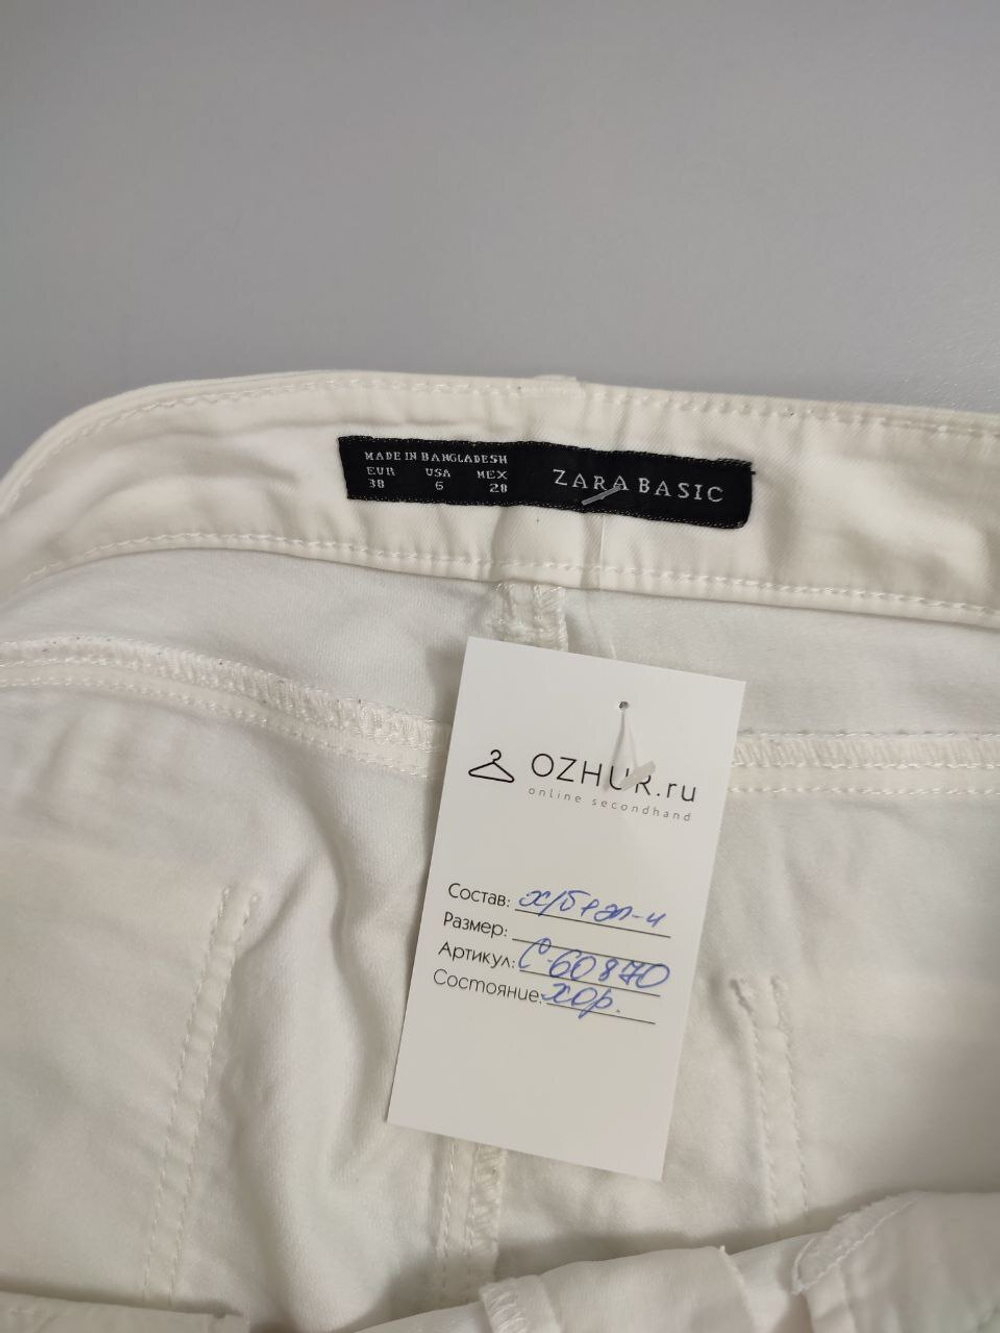 MADE IN BANGLADESH
EUR USA MEX
38 6 28
ZARA BASIC
OZHUR.ru
online secondhand
Состав: х/б+эл-н
Размер:
Артикул: С-60870
Состояние: хор.